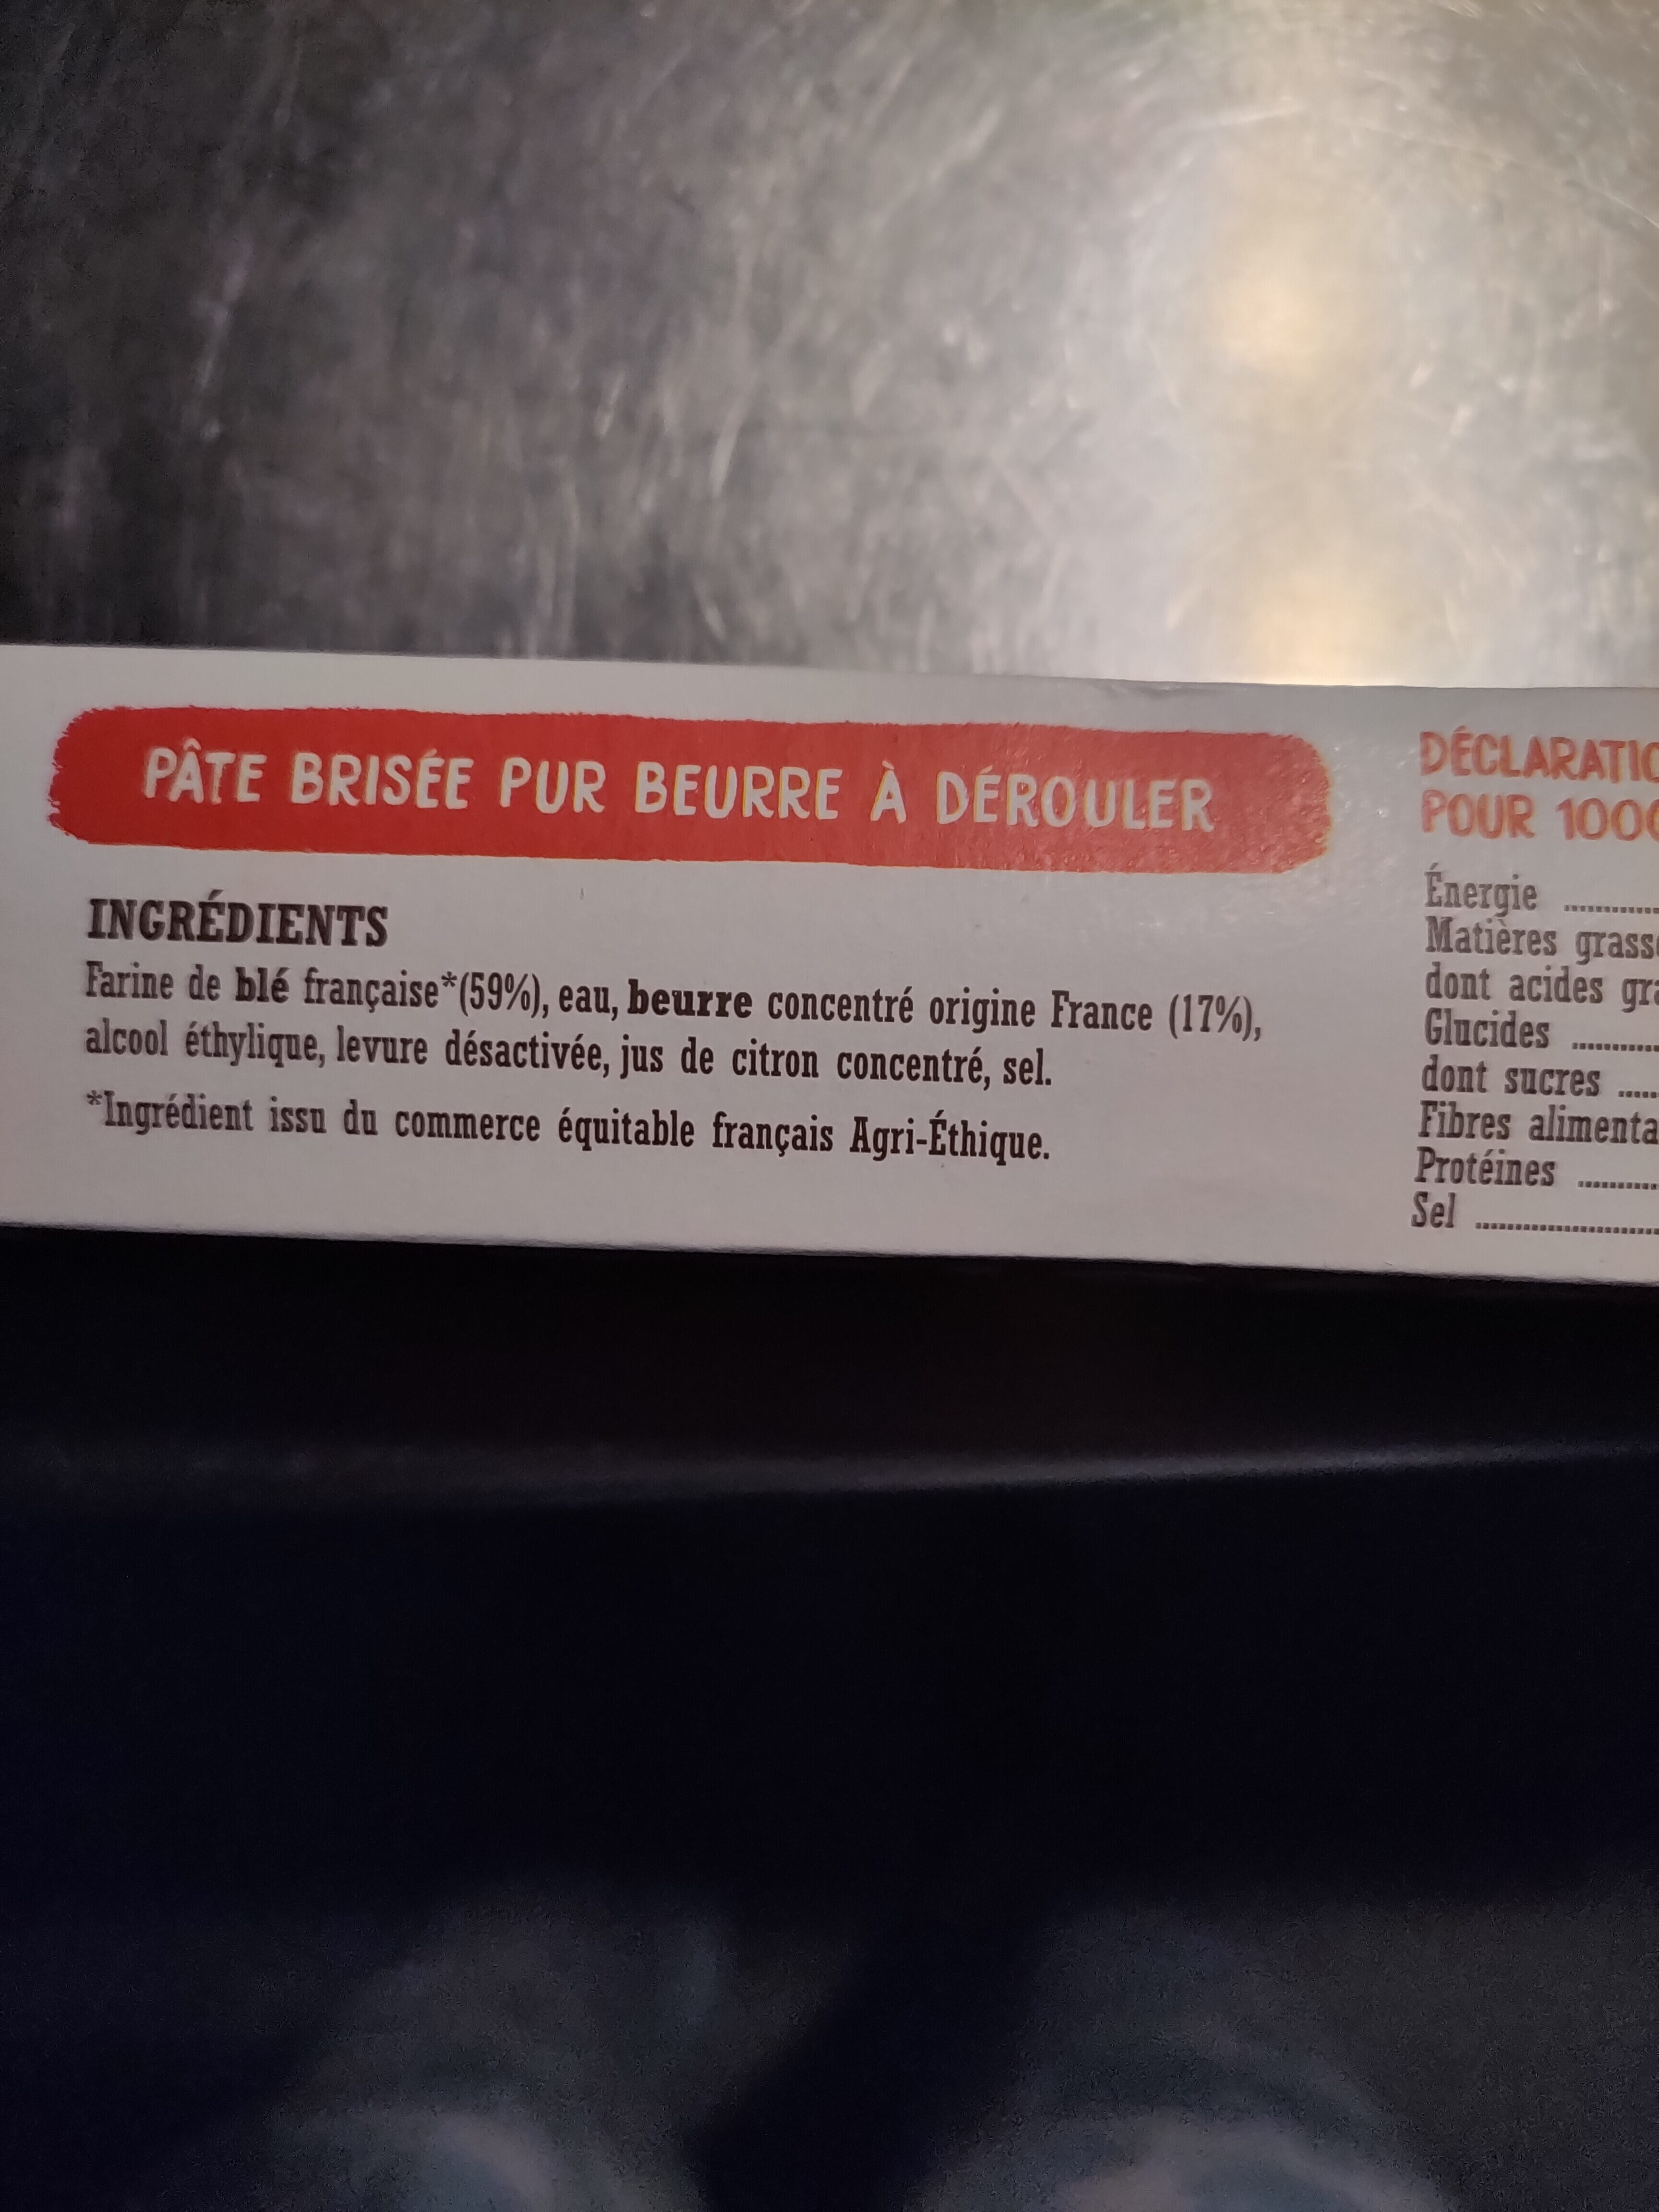 PÂTE BRISÉE PUR BEURRE À DÉROULER
INGRÉDIENTS
Farine de blé française*(59%), eau, beurre concentré origine France (17%),
alcool éthylique, levure désactivée, jus de citron concentré, sel.
*Ingrédient issu du commerce équitable français Agri-Éthique.
POUR
Énergie
Matières
dont acides
Glucides
dont sucres
Fibres
Protéines
Sel